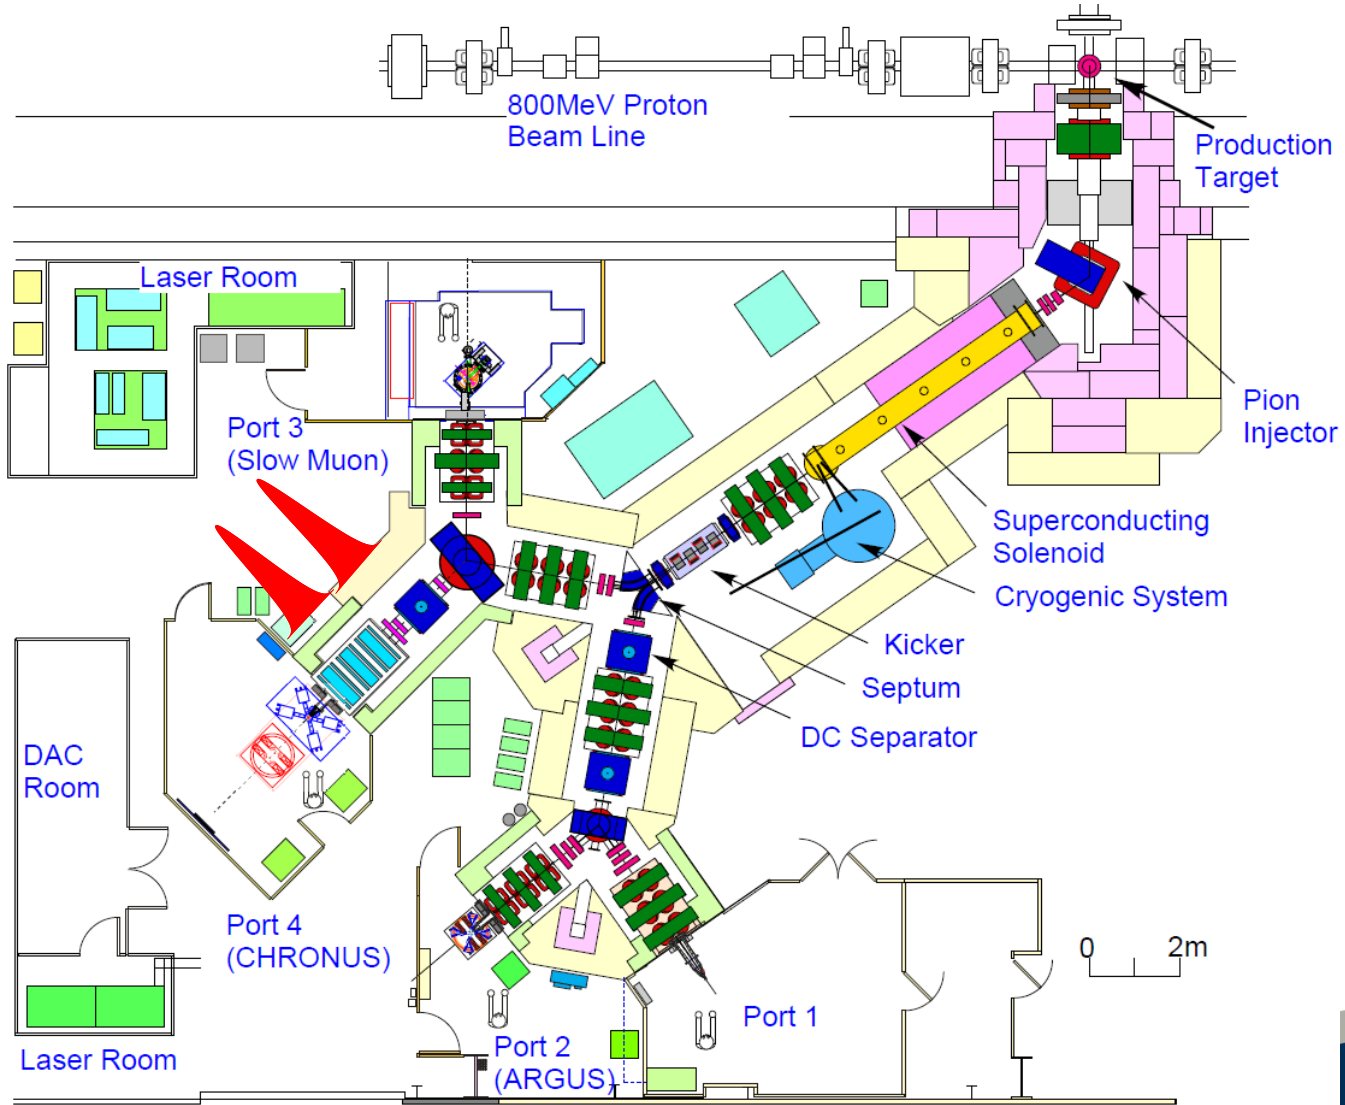 800MeV Proton
Beam Line
Production
Target
Laser Room
Pion
Injector
Port 3
(Slow Muon)
Superconducting
Solenoid
Cryogenic System
Kicker
Septum
DC Separator
DAC
Room
Port 4
(CHRONUS)
0 2m
Port 1
Port 2
(ARGUS)
Laser Room